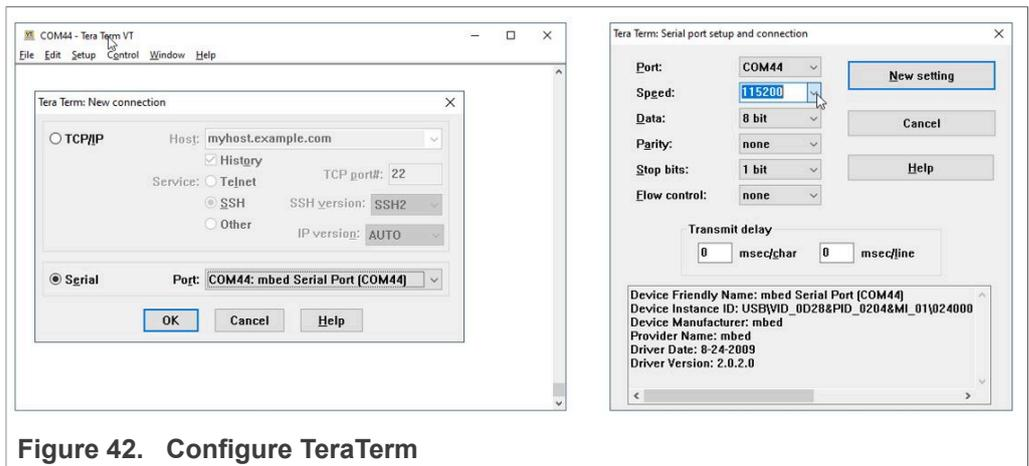 COM44 - Tera Term VT
File Edit Setup Control Window Help
Tera Term: New connection
TCP/IP
Host: myhost.example.com
History
Service: Telnet
TCP port#: 22
SSH
SSH version: SSH2
Other
IP version: AUTO
Serial
Port: COM44: mbed Serial Port (COM44)
OK Cancel Help
Tera Term: Serial port setup and connection
Port: COM44
New setting
Speed: 115200
Data: 8 bit
Cancel
Parity: none
Stop bits: 1 bit
Help
Flow control: none
Transmit delay
0 msec/char 0 msec/line
Device Friendly Name: mbed Serial Port (COM44)
Device Instance ID: USB\VID_0D28&PID_0204&MI_01\024000
Device Manufacturer: mbed
Provider Name: mbed
Driver Date: 8-24-2009
Driver Version: 2.0.2.0
Figure 42. Configure TeraTerm